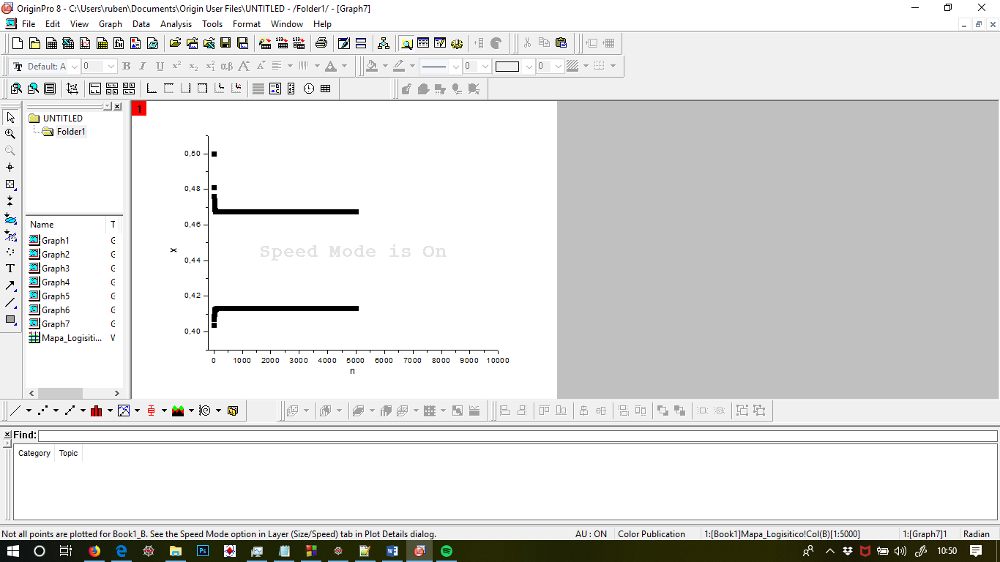 OriginPro 8 - C:\Users\ruben\Documents\Origin User Files\UNTITLED - /Folder1/ - [Graph7]
File Edit View Graph Data Analysis Tools Format Window Help
Default: A 0 B I U x² x₂ αβ A A A 0 0
UNTITLED
Folder1
1
Name T
Graph1 G
Graph2 G
Graph3 G
Graph4 G
Graph5 G
Graph6 G
Graph7 G
Mapa_Logisiti... W
0,50
0,48
0,46
0,44
0,42
0,40
x
Speed Mode is On
0 1000 2000 3000 4000 5000 6000 7000 8000 9000 10000
n
Find:
Category Topic
Not all points are plotted for Book1_B. See the Speed Mode option in Layer (Size/Speed) tab in Plot Details dialog. AU : ON Color Publication 1:[Book1]Mapa_Logisitico!Col(B)[1:5000] 1:[Graph7]1 Radian
10:50